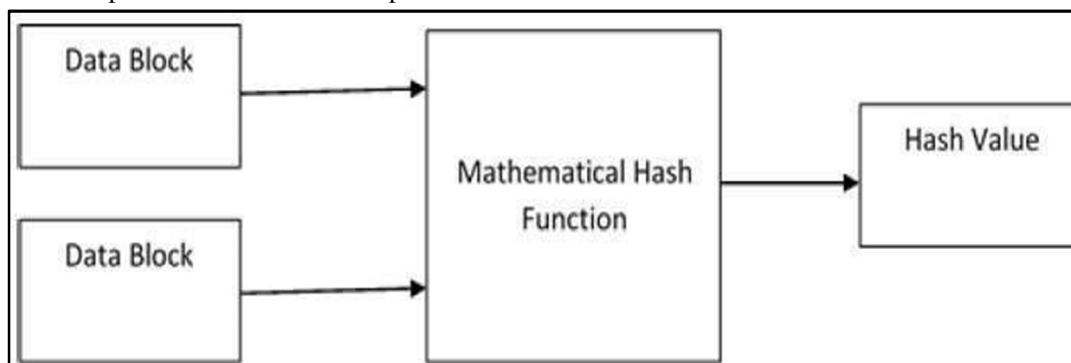 Data Block
Mathematical Hash
Function
Hash Value
Data Block